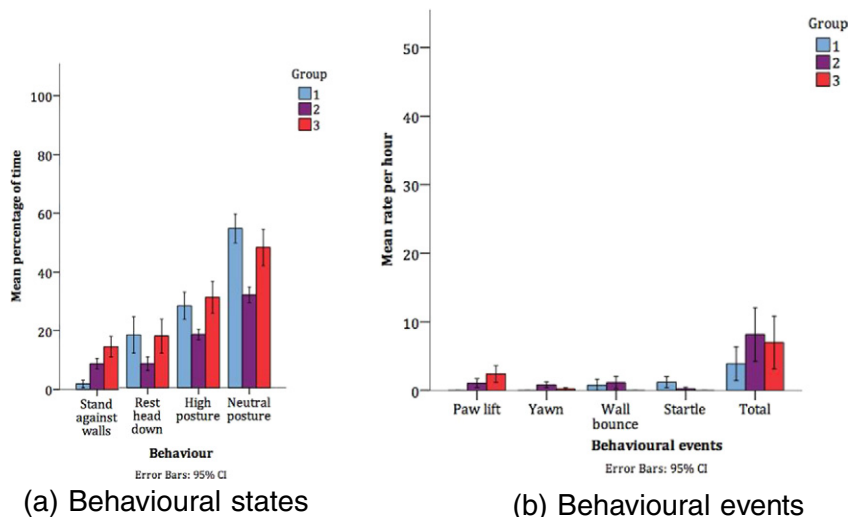 Group
1
2
3
Mean percentage of time
100
80
60
40
20
0
Stand against walls
Rest head down
High posture
Neutral posture
Behaviour
Error Bars: 95% CI
(a) Behavioural states
Group
1
2
3
Mean rate per hour
50
40
30
20
10
0
Paw lift
Yawn
Wall bounce
Startle
Total
Behavioural events
Error Bars: 95% CI
(b) Behavioural events